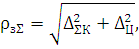 ρзΣ = √(Δ²ΣК + Δ²Ц)